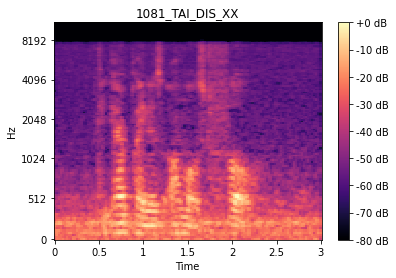 1081_TAI_DIS_XX
+0 dB
8192
-10 dB
4096
-20 dB
-30 dB
2048
Hz
-40 dB
1024
-50 dB
512
-60 dB
-70 dB
0
-80 dB
0 0.5 1 1.5 2 2.5 3
Time